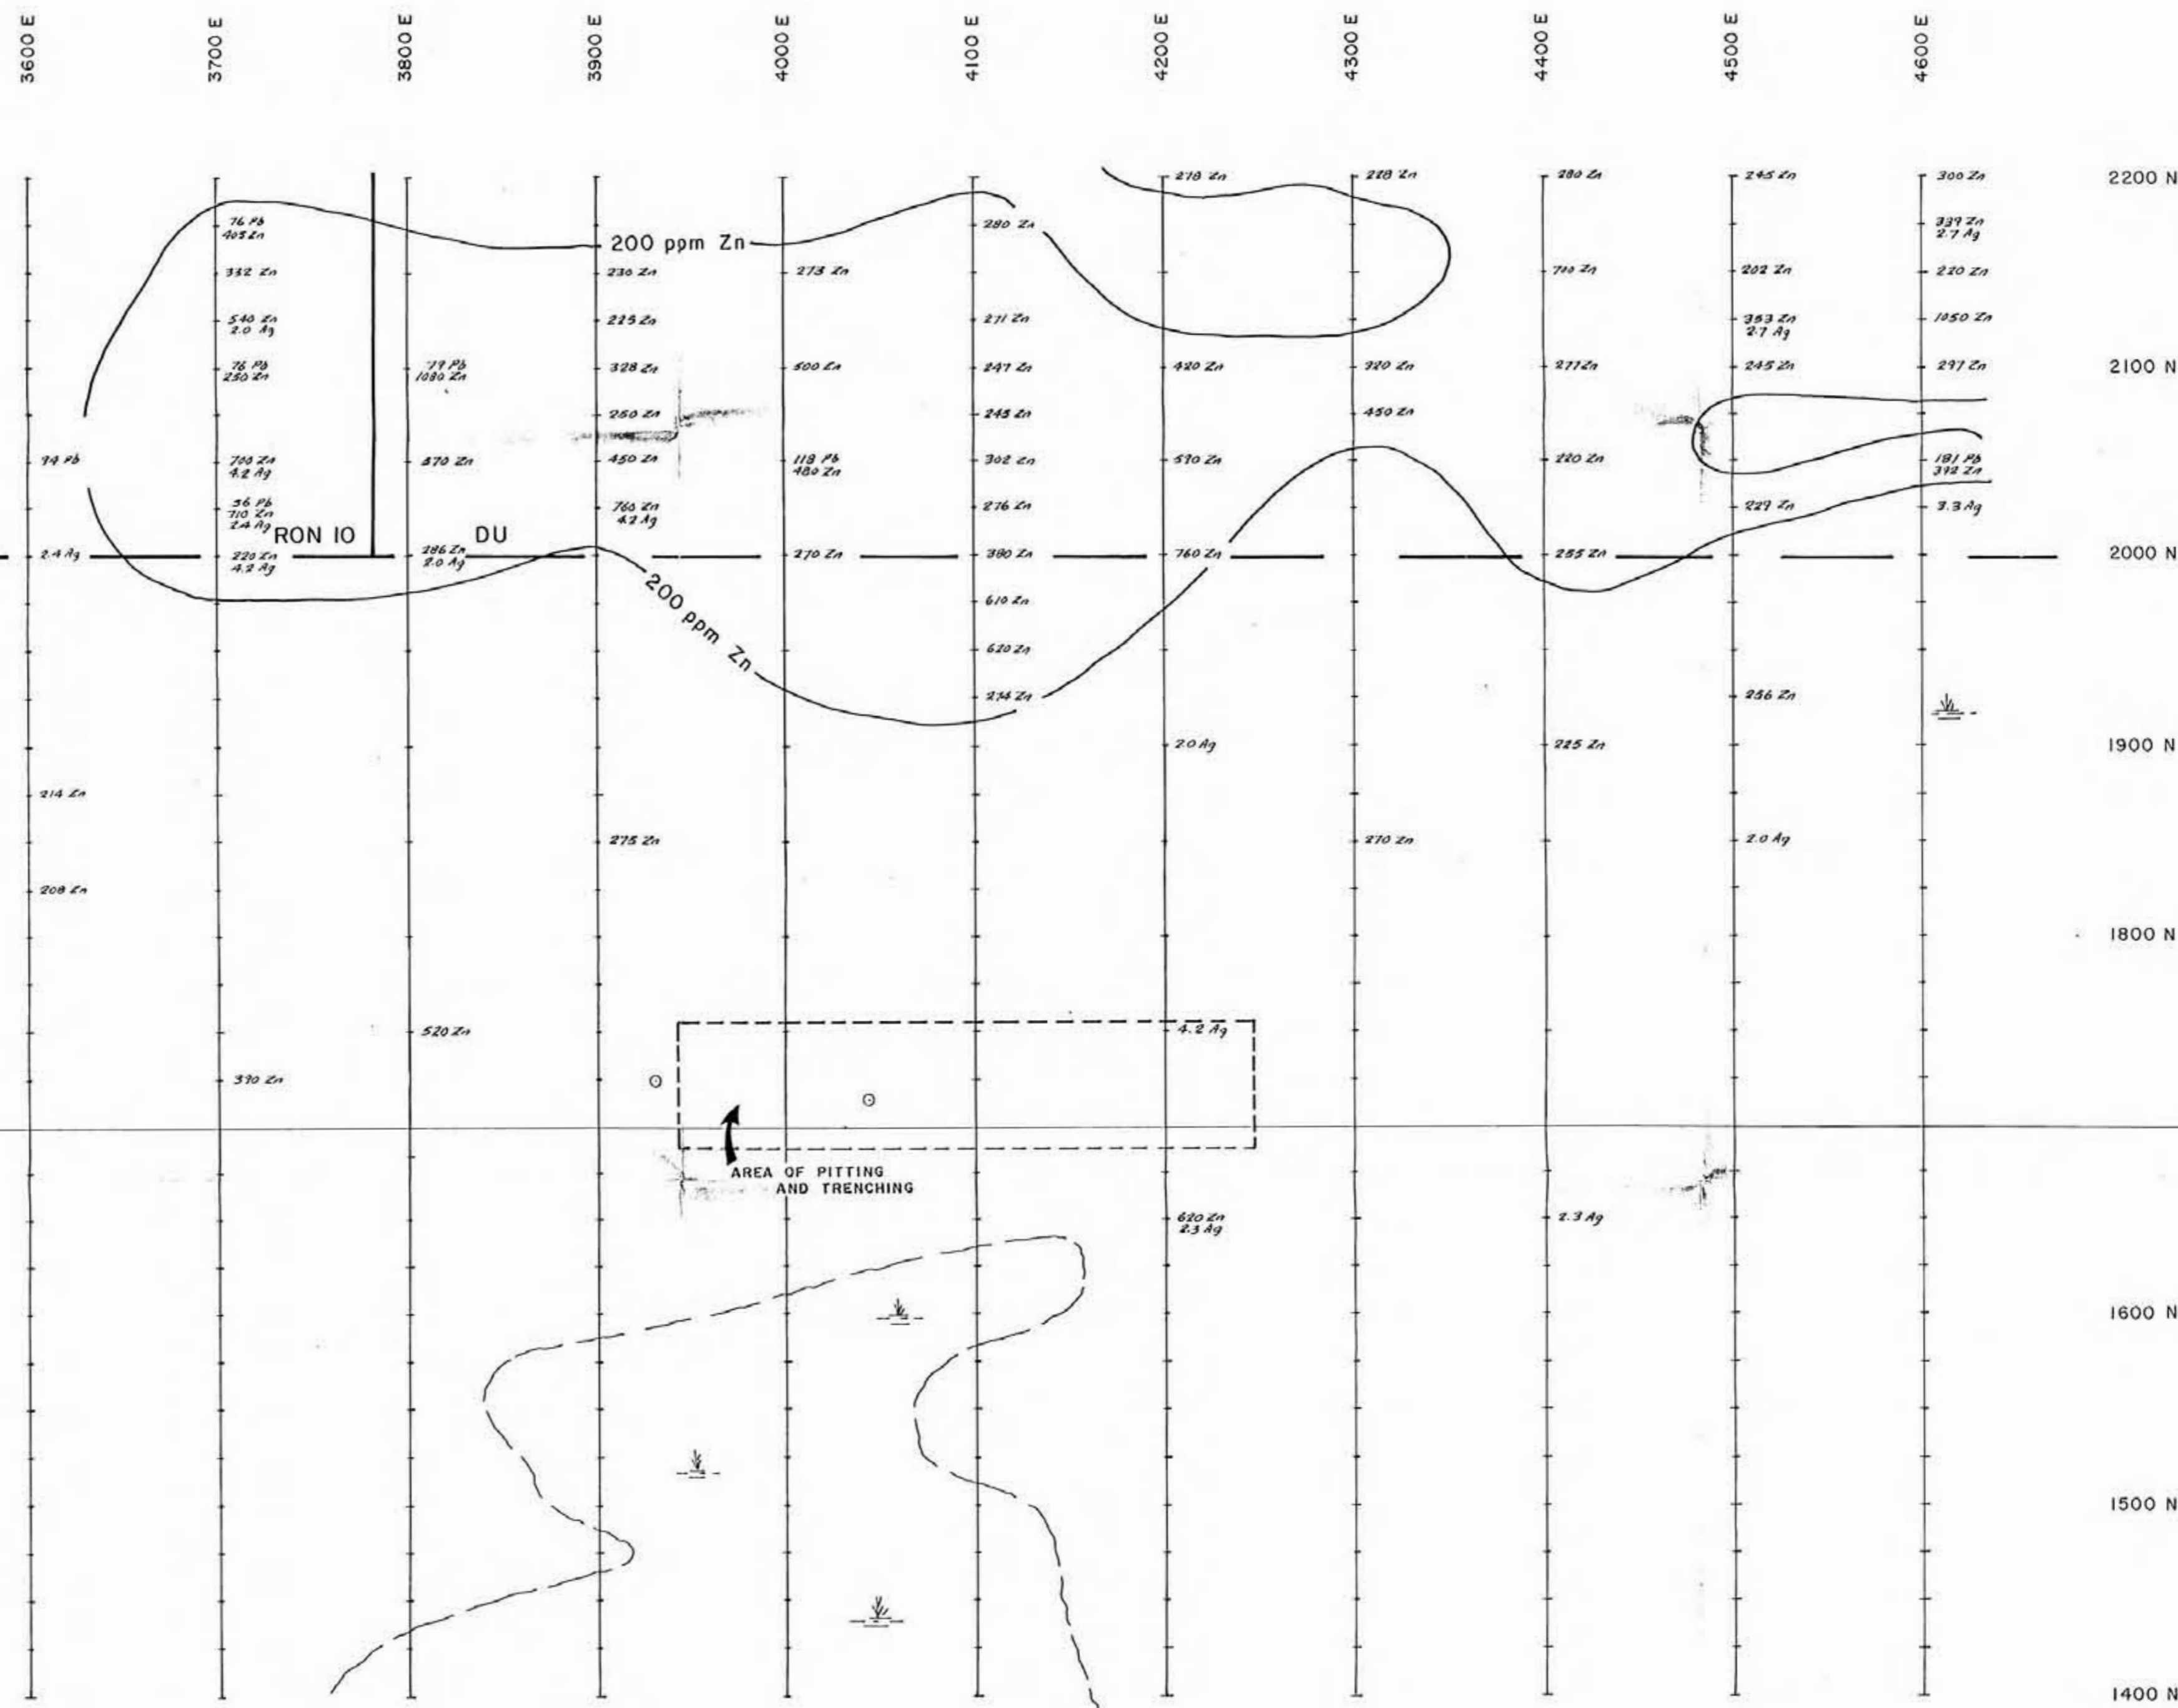 3600 E
3700 E
3800 E
3900 E
4000 E
4100 E
4200 E
4300 E
4400 E
4500 E
4600 E
2200 N
278 Zn
228 Zn
280 Zn
245 Zn
300 Zn
76 Pb
405 Zn
280 Zn
339 Zn
2.7 Ag
200 ppm Zn
332 Zn
230 Zn
273 Zn
710 Zn
202 Zn
220 Zn
540 Zn
2.0 Ag
225 Zn
271 Zn
353 Zn
2.7 Ag
1050 Zn
76 Pb
250 Zn
79 Pb
1080 Zn
328 Zn
500 Zn
247 Zn
420 Zn
920 Zn
277 Zn
245 Zn
297 Zn
2100 N
250 Zn
245 Zn
450 Zn
94 Pb
700 Zn
4.2 Ag
570 Zn
450 Zn
118 Pb
480 Zn
302 Zn
590 Zn
220 Zn
181 Pb
392 Zn
56 Pb
710 Zn
2.4 Ag
760 Zn
4.2 Ag
276 Zn
229 Zn
3.3 Ag
RON 10
DU
2.4 Ag
220 Zn
4.2 Ag
286 Zn
2.0 Ag
270 Zn
380 Zn
760 Zn
255 Zn
2000 N
200 ppm Zn
610 Zn
620 Zn
274 Zn
256 Zn
2.0 Ag
225 Zn
1900 N
214 Zn
275 Zn
270 Zn
2.0 Ag
208 Zn
1800 N
520 Zn
4.2 Ag
390 Zn
AREA OF PITTING
AND TRENCHING
620 Zn
2.3 Ag
2.3 Ag
1600 N
1500 N
1400 N